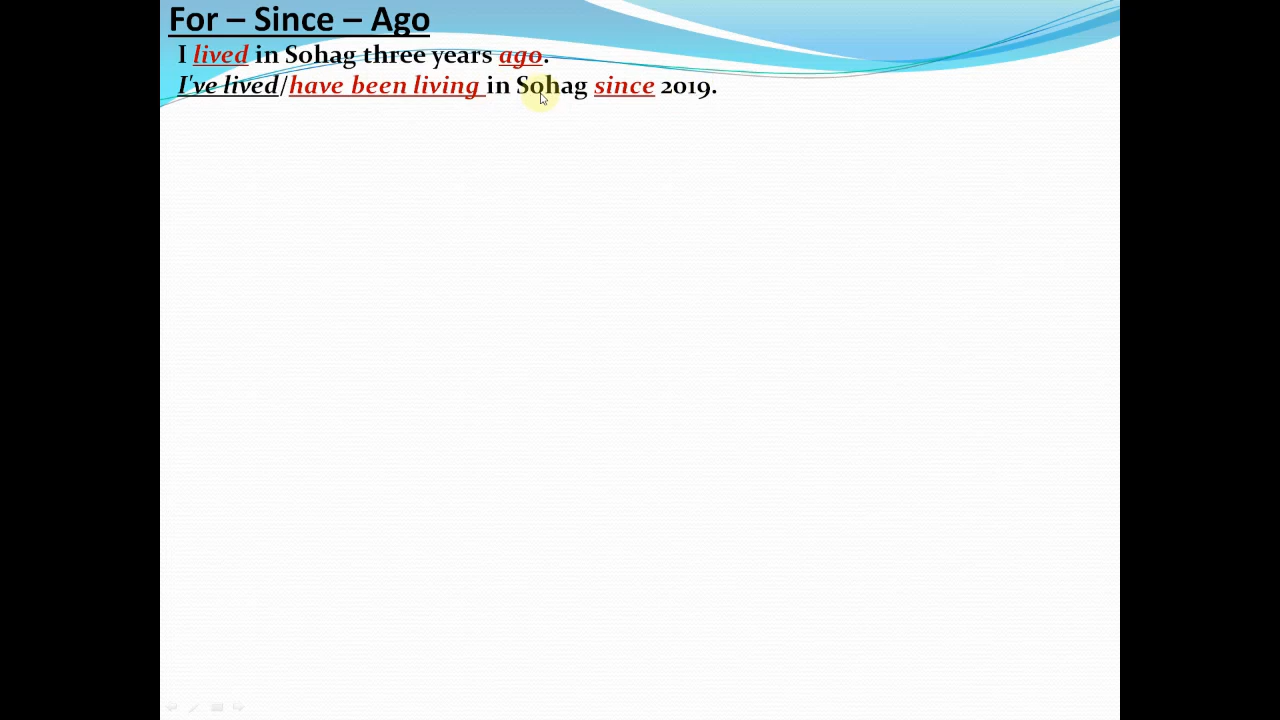 For – Since – Ago
I lived in Sohag three years ago.
I've lived/have been living in Sohag since 2019.